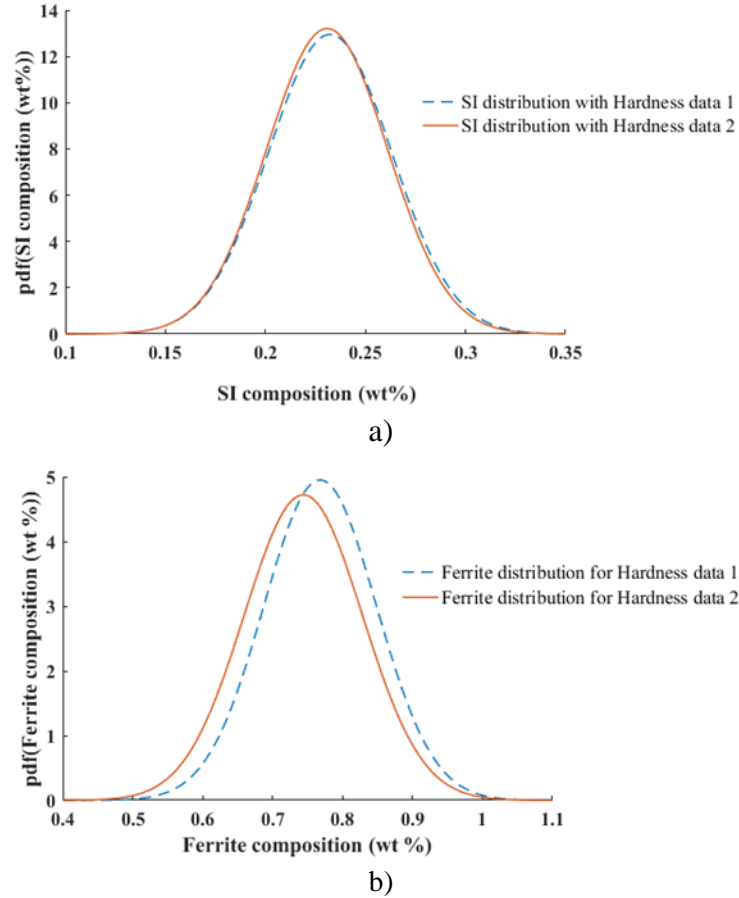 14
12
10
8
6
4
2
0
pdf(SI composition (wt%))
SI distribution with Hardness data 1
SI distribution with Hardness data 2
0.1 0.15 0.2 0.25 0.3 0.35
SI composition (wt%)
a)
5
4
3
2
1
0
pdf(Ferrite composition (wt %))
Ferrite distribution for Hardness data 1
Ferrite distribution for Hardness data 2
0.4 0.5 0.6 0.7 0.8 0.9 1 1.1
Ferrite composition (wt %)
b)